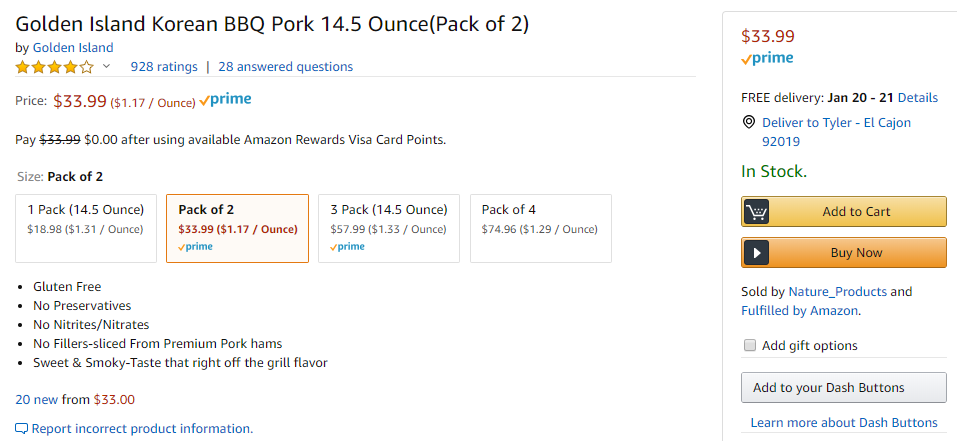 Golden Island Korean BBQ Pork 14.5 Ounce(Pack of 2)
by Golden Island
928 ratings | 28 answered questions
Price: $33.99 ($1.17 / Ounce) prime
Pay $33.99 $0.00 after using available Amazon Rewards Visa Card Points.
Size: Pack of 2
1 Pack (14.5 Ounce)
$18.98 ($1.31 / Ounce)
Pack of 2
$33.99 ($1.17 / Ounce)
prime
3 Pack (14.5 Ounce)
$57.99 ($1.33 / Ounce)
prime
Pack of 4
$74.96 ($1.29 / Ounce)
Gluten Free
No Preservatives
No Nitrites/Nitrates
No Fillers-sliced From Premium Pork hams
Sweet & Smoky-Taste that right off the grill flavor
20 new from $33.00
Report incorrect product information.
$33.99
prime
FREE delivery: Jan 20 - 21 Details
Deliver to Tyler - El Cajon
92019
In Stock.
Add to Cart
Buy Now
Sold by Nature_Products and
Fulfilled by Amazon.
Add gift options
Add to your Dash Buttons
Learn more about Dash Buttons